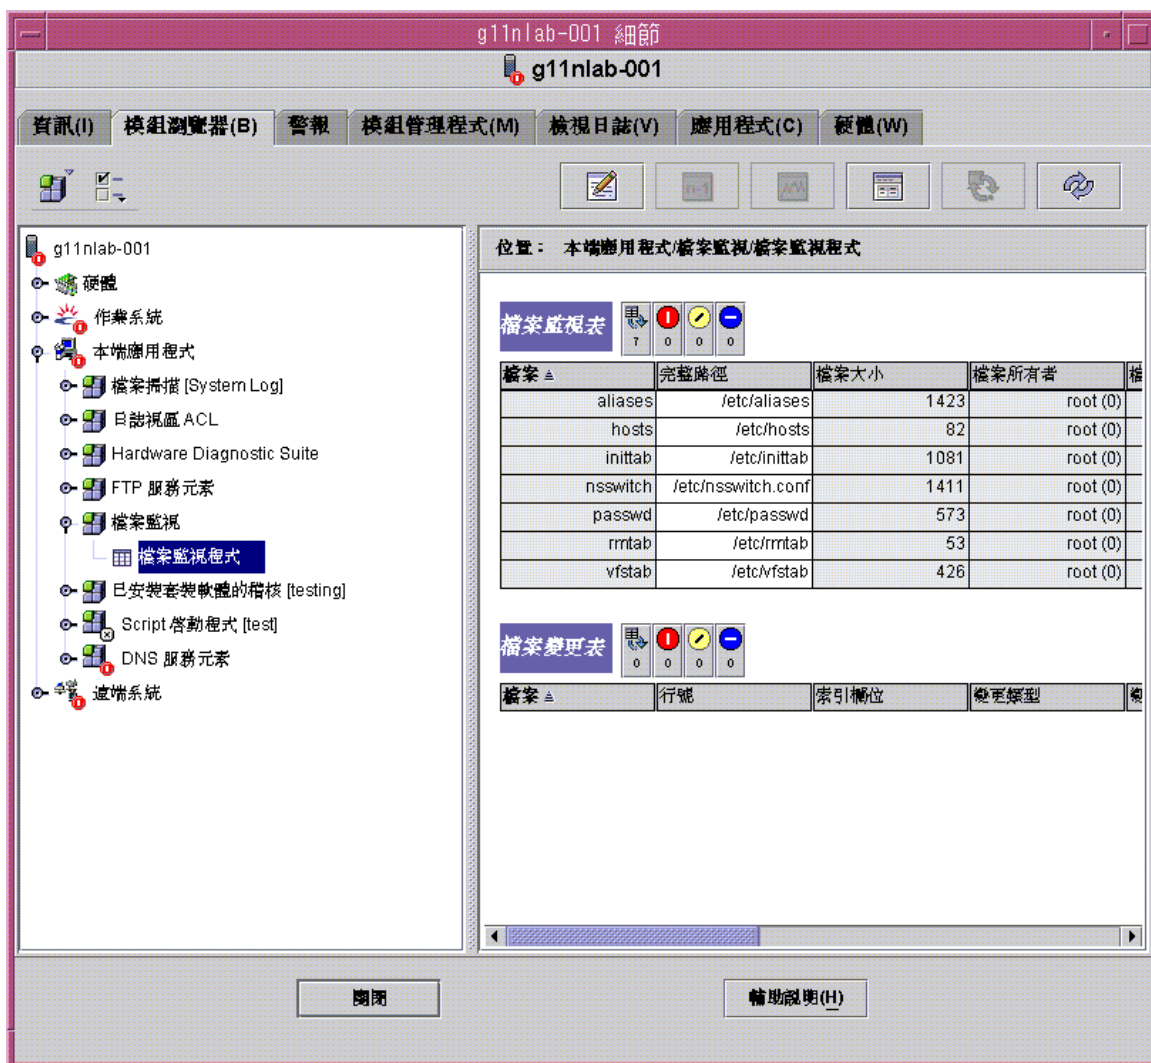 g11nlab-001 細節
g11nlab-001
資訊(I) 模組瀏覽器(B) 警報 模組管理程式(M) 檢視日誌(V) 應用程式(C) 硬體(W)
g11nlab-001
硬體
作業系統
本端應用程式
檔案掃描 [System Log]
日誌視區 ACL
Hardware Diagnostic Suite
FTP 服務元素
檔案監視
檔案監視程式
已安裝套裝軟體的稽核 [testing]
Script 啓動程式 [test]
DNS 服務元素
遠端系統
位置： 本端應用程式/檔案監視/檔案監視程式
檔案監視表 7 0 0 0
檔案 完整路徑 檔案大小 檔案所有者 檔
aliases /etc/aliases 1423 root (0)
hosts /etc/hosts 82 root (0)
inittab /etc/inittab 1081 root (0)
nsswitch /etc/nsswitch.conf 1411 root (0)
passwd /etc/passwd 573 root (0)
rmtab /etc/rmtab 53 root (0)
vfstab /etc/vfstab 426 root (0)
檔案變更表 0 0 0 0
檔案 行號 索引欄位 變更類型 變
關閉 輔助說明(H)